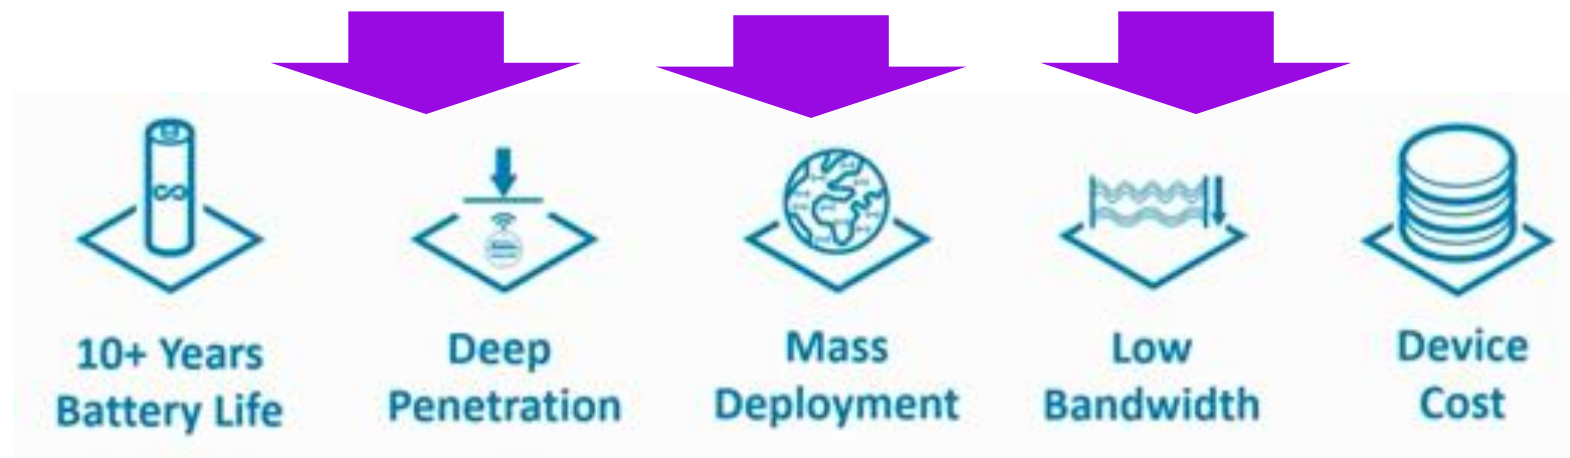 10+ Years
Battery Life
Deep
Penetration
Mass
Deployment
Low
Bandwidth
Device
Cost